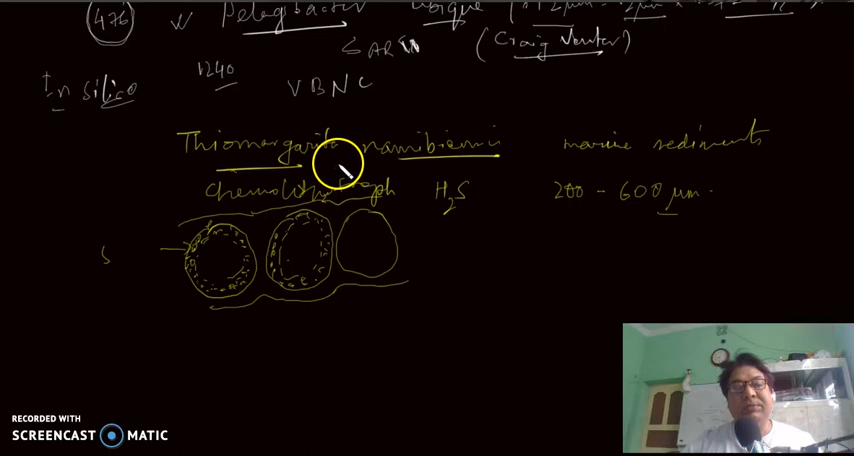 476 w Pelagibacter ubique
SAR (Craig Venter)
In silico 1240 VBNC
Thiomargarita namibiensis marine sediments
Chemolithotroph H2S 200 - 600 μm.
S
RECORDED WITH
SCREENCAST MATIC